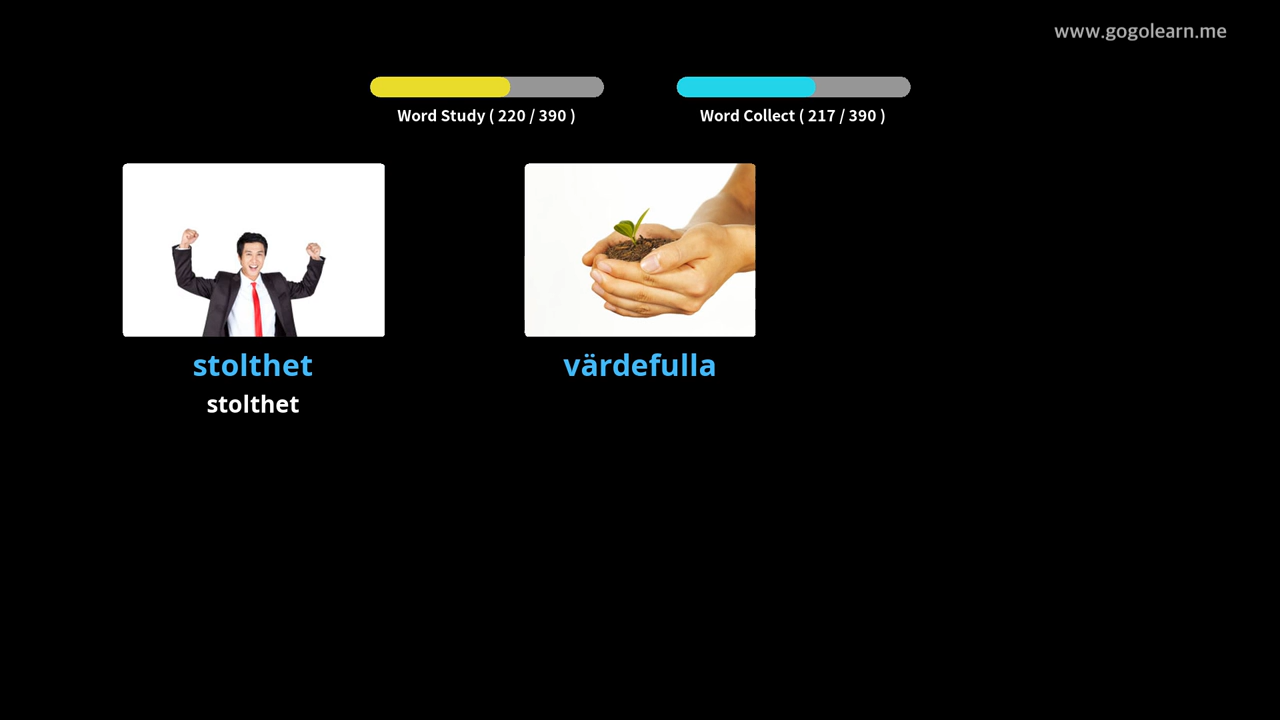 www.gogolearn.me
Word Study ( 220 / 390 )
Word Collect ( 217 / 390 )
stolthet
värdefulla
stolthet